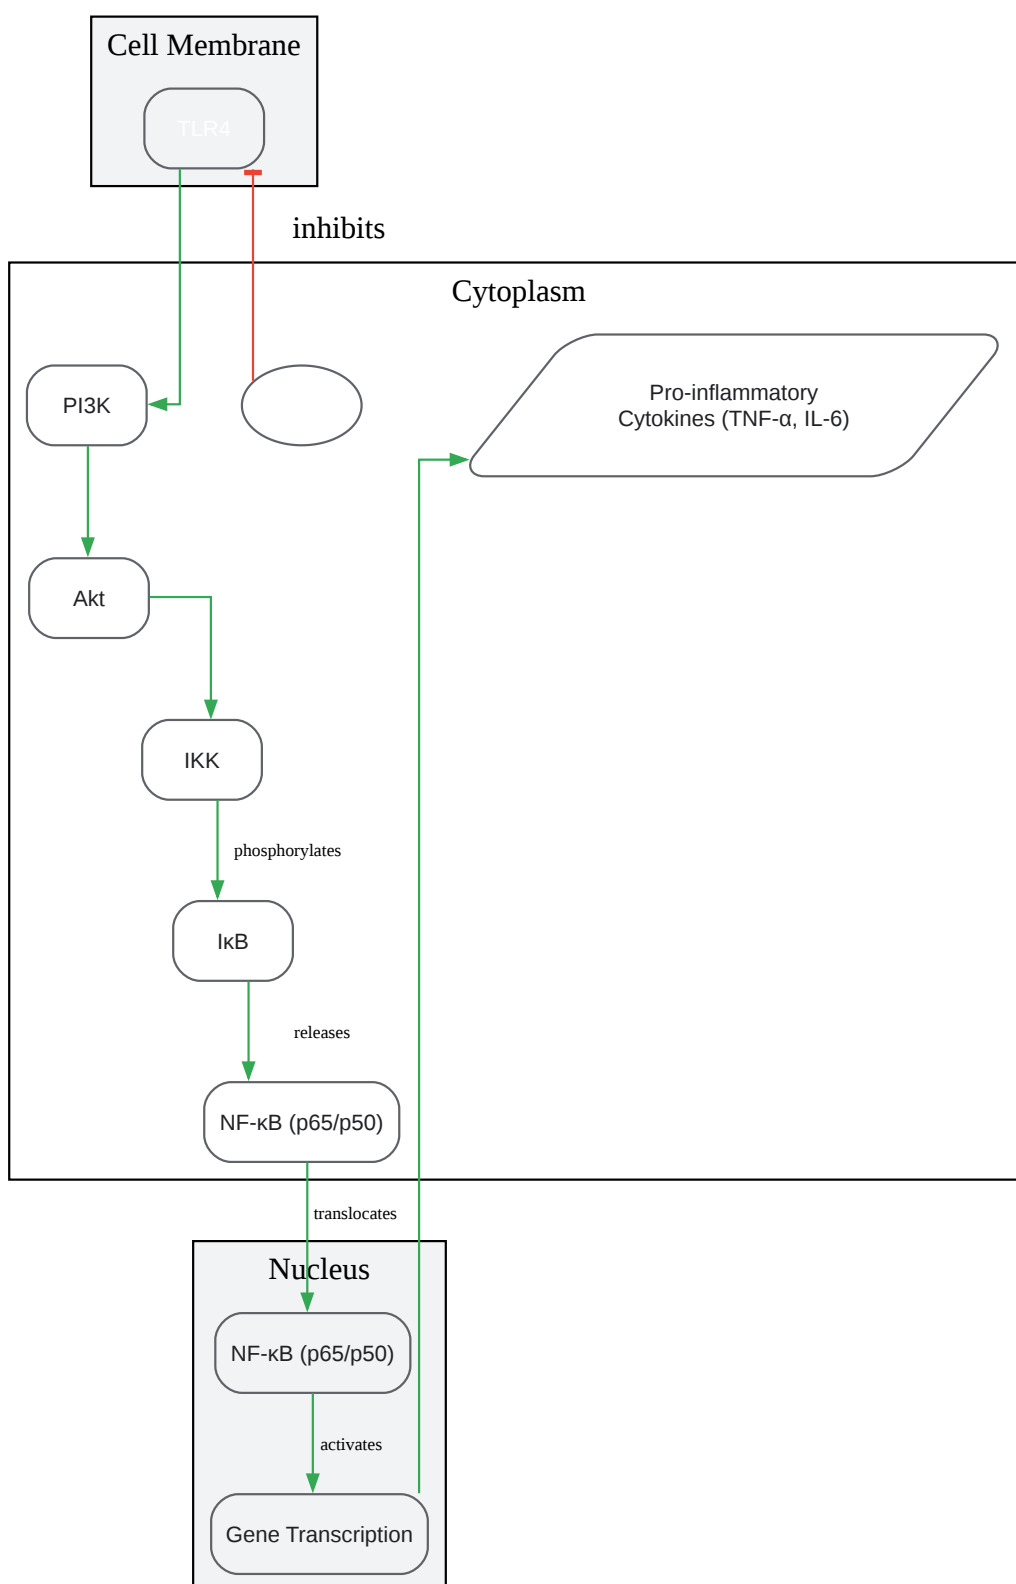 Cell Membrane
TLR4
inhibits
Cytoplasm
PI3K
Pro-inflammatory
Cytokines (TNF-α, IL-6)
Akt
IKK
phosphorylates
IκB
releases
NF-κB (p65/p50)
translocates
Nucleus
NF-κB (p65/p50)
activates
Gene Transcription